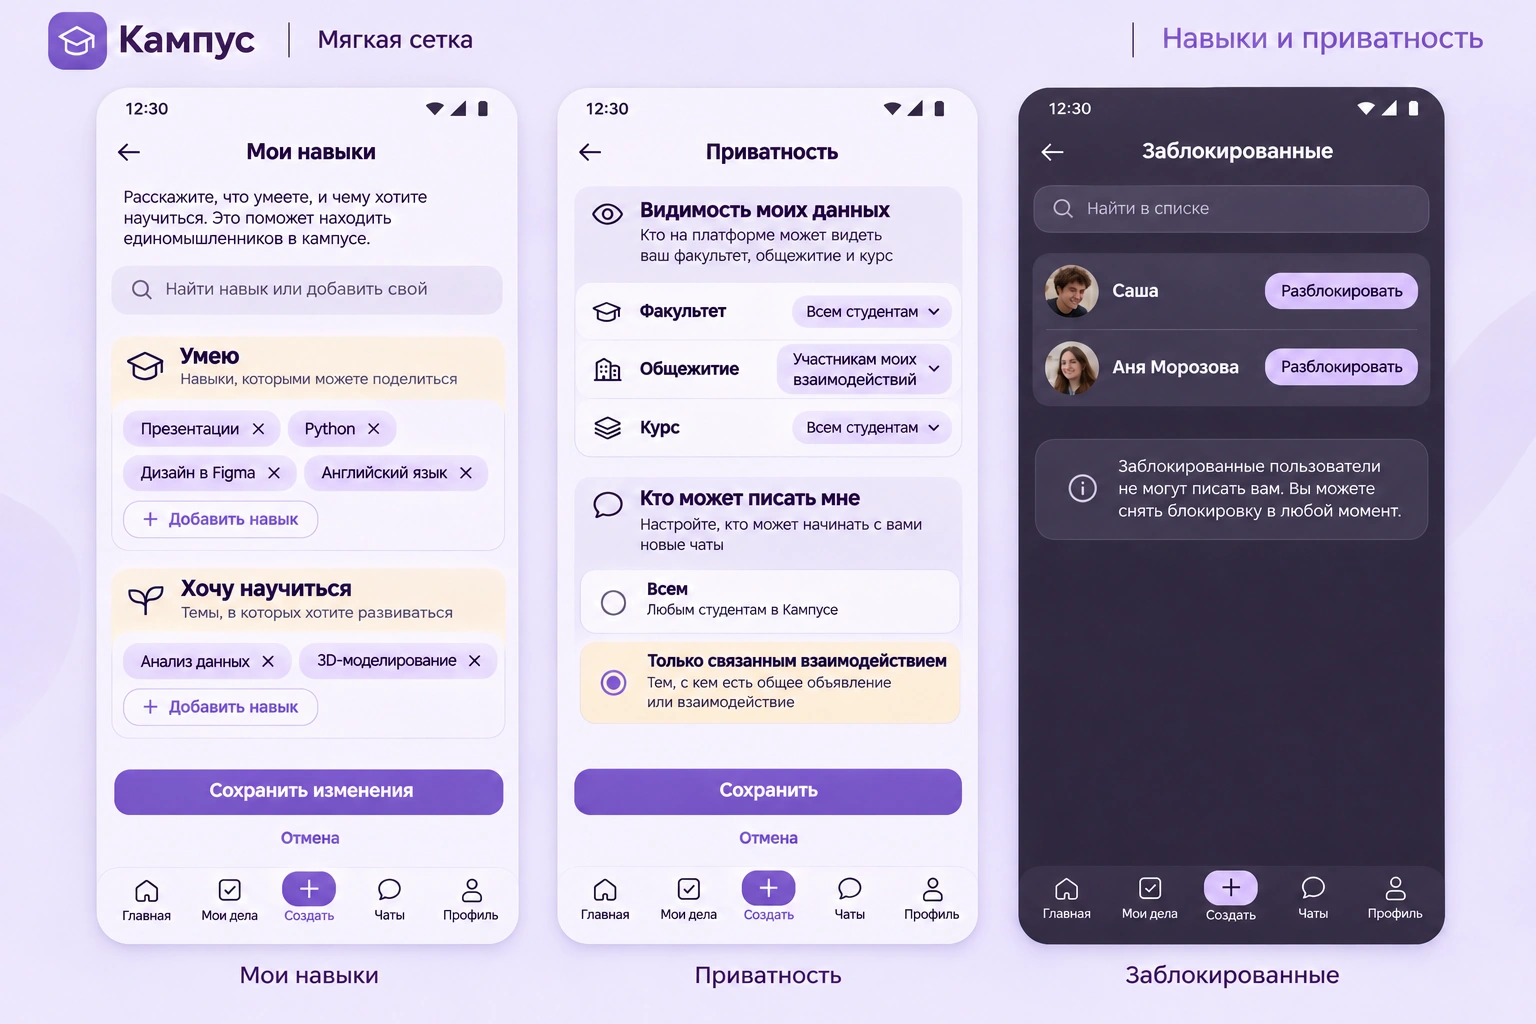 Кампус
Мягкая сетка
Навыки и приватность
12:30
Мои навыки
Расскажите, что умеете, и чему хотите
научиться. Это поможет находить
единомышленников в кампусе.
Найти навык или добавить свой
Умею
Навыки, которыми можете поделиться
Презентации
Python
Дизайн в Figma
Английский язык
+ Добавить навык
Хочу научиться
Темы, в которых хотите развиваться
Анализ данных
3D-моделирование
+ Добавить навык
Сохранить изменения
Отмена
Главная
Мои дела
Создать
Чаты
Профиль
Мои навыки
12:30
Приватность
Видимость моих данных
Кто на платформе может видеть
ваш факультет, общежитие и курс
Факультет
Всем студентам
Общежитие
Участникам моих
взаимодействий
Курс
Всем студентам
Кто может писать мне
Настройте, кто может начинать с вами
новые чаты
Всем
Любым студентам в Кампусе
Только связанным взаимодействием
Тем, с кем есть общее объявление
или взаимодействие
Сохранить
Отмена
Главная
Мои дела
Создать
Чаты
Профиль
Приватность
12:30
Заблокированные
Найти в списке
Саша
Разблокировать
Аня Морозова
Разблокировать
Заблокированные пользователи
не могут писать вам. Вы можете
снять блокировку в любой момент.
Главная
Мои дела
Создать
Чаты
Профиль
Заблокированные